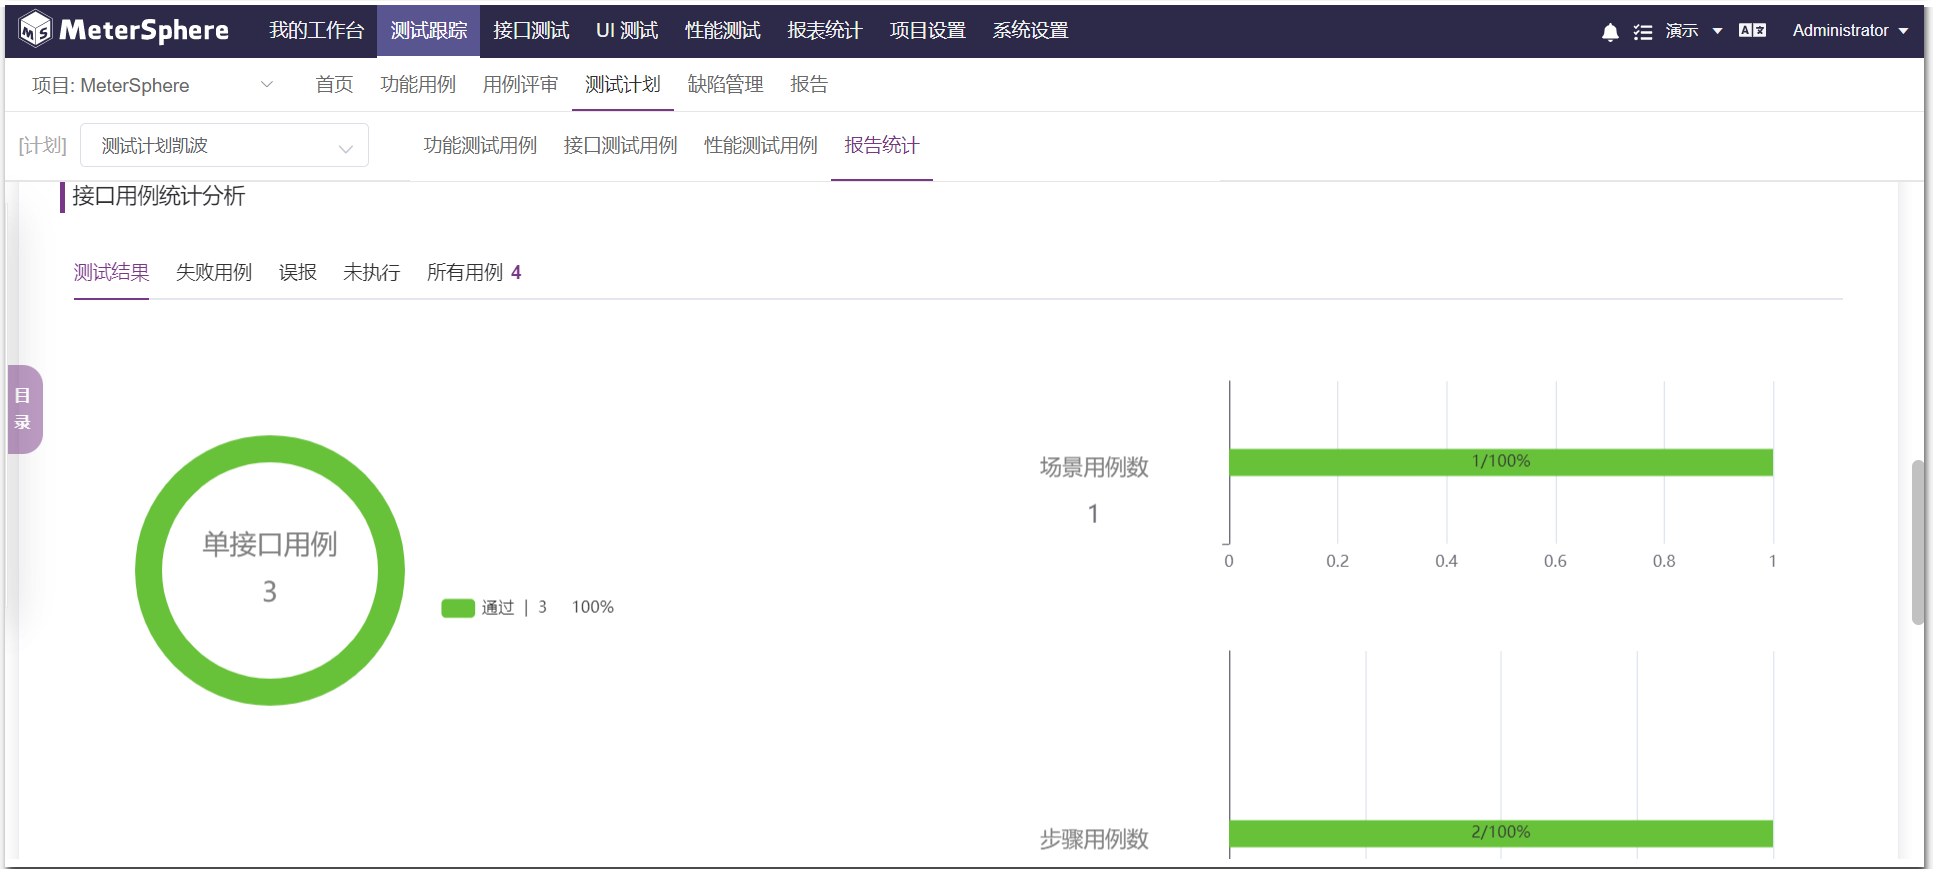 MeterSphere 我的工作台 测试跟踪 接口测试 UI 测试 性能测试 报表统计 项目设置 系统设置 演示 Administrator
项目: MeterSphere 首页 功能用例 用例评审 测试计划 缺陷管理 报告
[计划] 测试计划凯波 功能测试用例 接口测试用例 性能测试用例 报告统计
接口用例统计分析
测试结果 失败用例 误报 未执行 所有用例 4
目录
单接口用例
3
通过 | 3 100%
场景用例数
1
1/100%
0 0.2 0.4 0.6 0.8 1
步骤用例数
2/100%